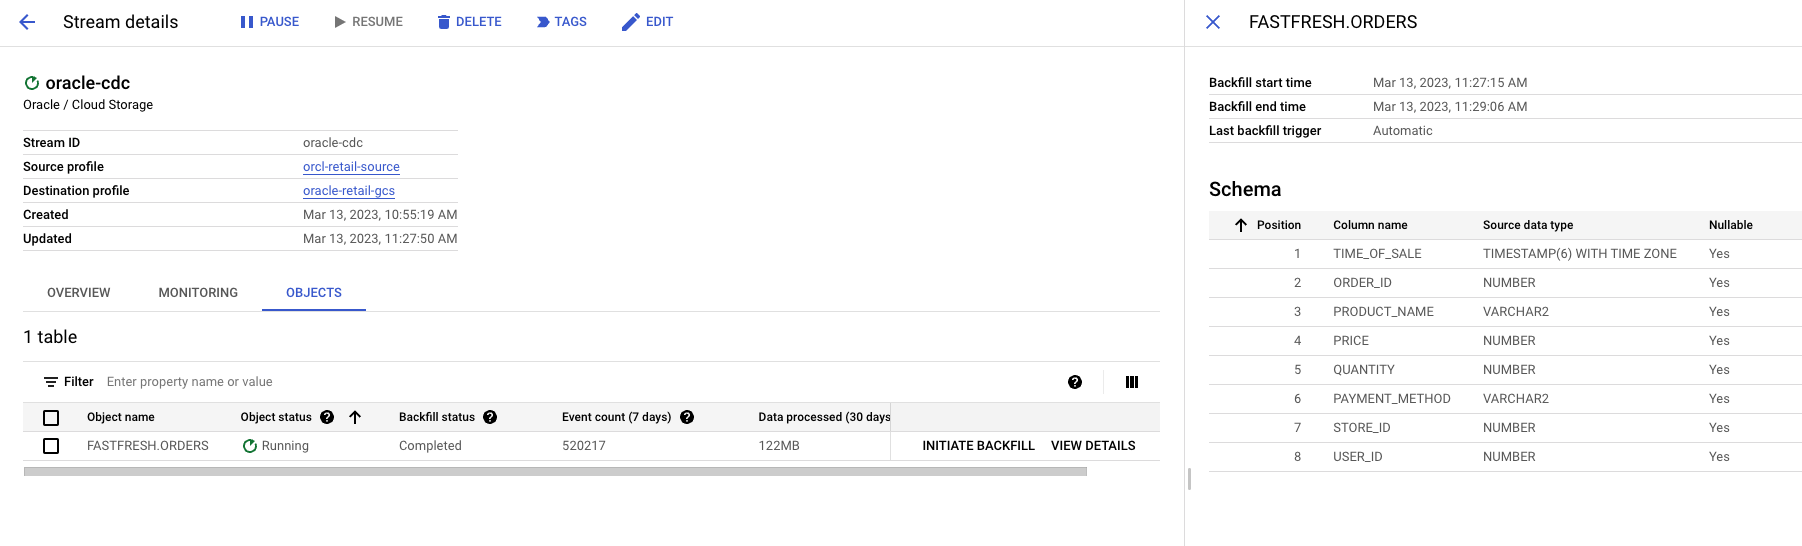 Stream details PAUSE RESUME DELETE TAGS EDIT
oracle-cdc
Oracle / Cloud Storage
Stream ID oracle-cdc
Source profile orcl-retail-source
Destination profile oracle-retail-gcs
Created Mar 13, 2023, 10:55:19 AM
Updated Mar 13, 2023, 11:27:50 AM
OVERVIEW MONITORING OBJECTS
1 table
Filter Enter property name or value
Object name Object status Backfill status Event count (7 days) Data processed (30 days
FASTFRESH.ORDERS Running Completed 520217 122MB INITIATE BACKFILL VIEW DETAILS
FASTFRESH.ORDERS
Backfill start time Mar 13, 2023, 11:27:15 AM
Backfill end time Mar 13, 2023, 11:29:06 AM
Last backfill trigger Automatic
Schema
Position Column name Source data type Nullable
1 TIME_OF_SALE TIMESTAMP(6) WITH TIME ZONE Yes
2 ORDER_ID NUMBER Yes
3 PRODUCT_NAME VARCHAR2 Yes
4 PRICE NUMBER Yes
5 QUANTITY NUMBER Yes
6 PAYMENT_METHOD VARCHAR2 Yes
7 STORE_ID NUMBER Yes
8 USER_ID NUMBER Yes